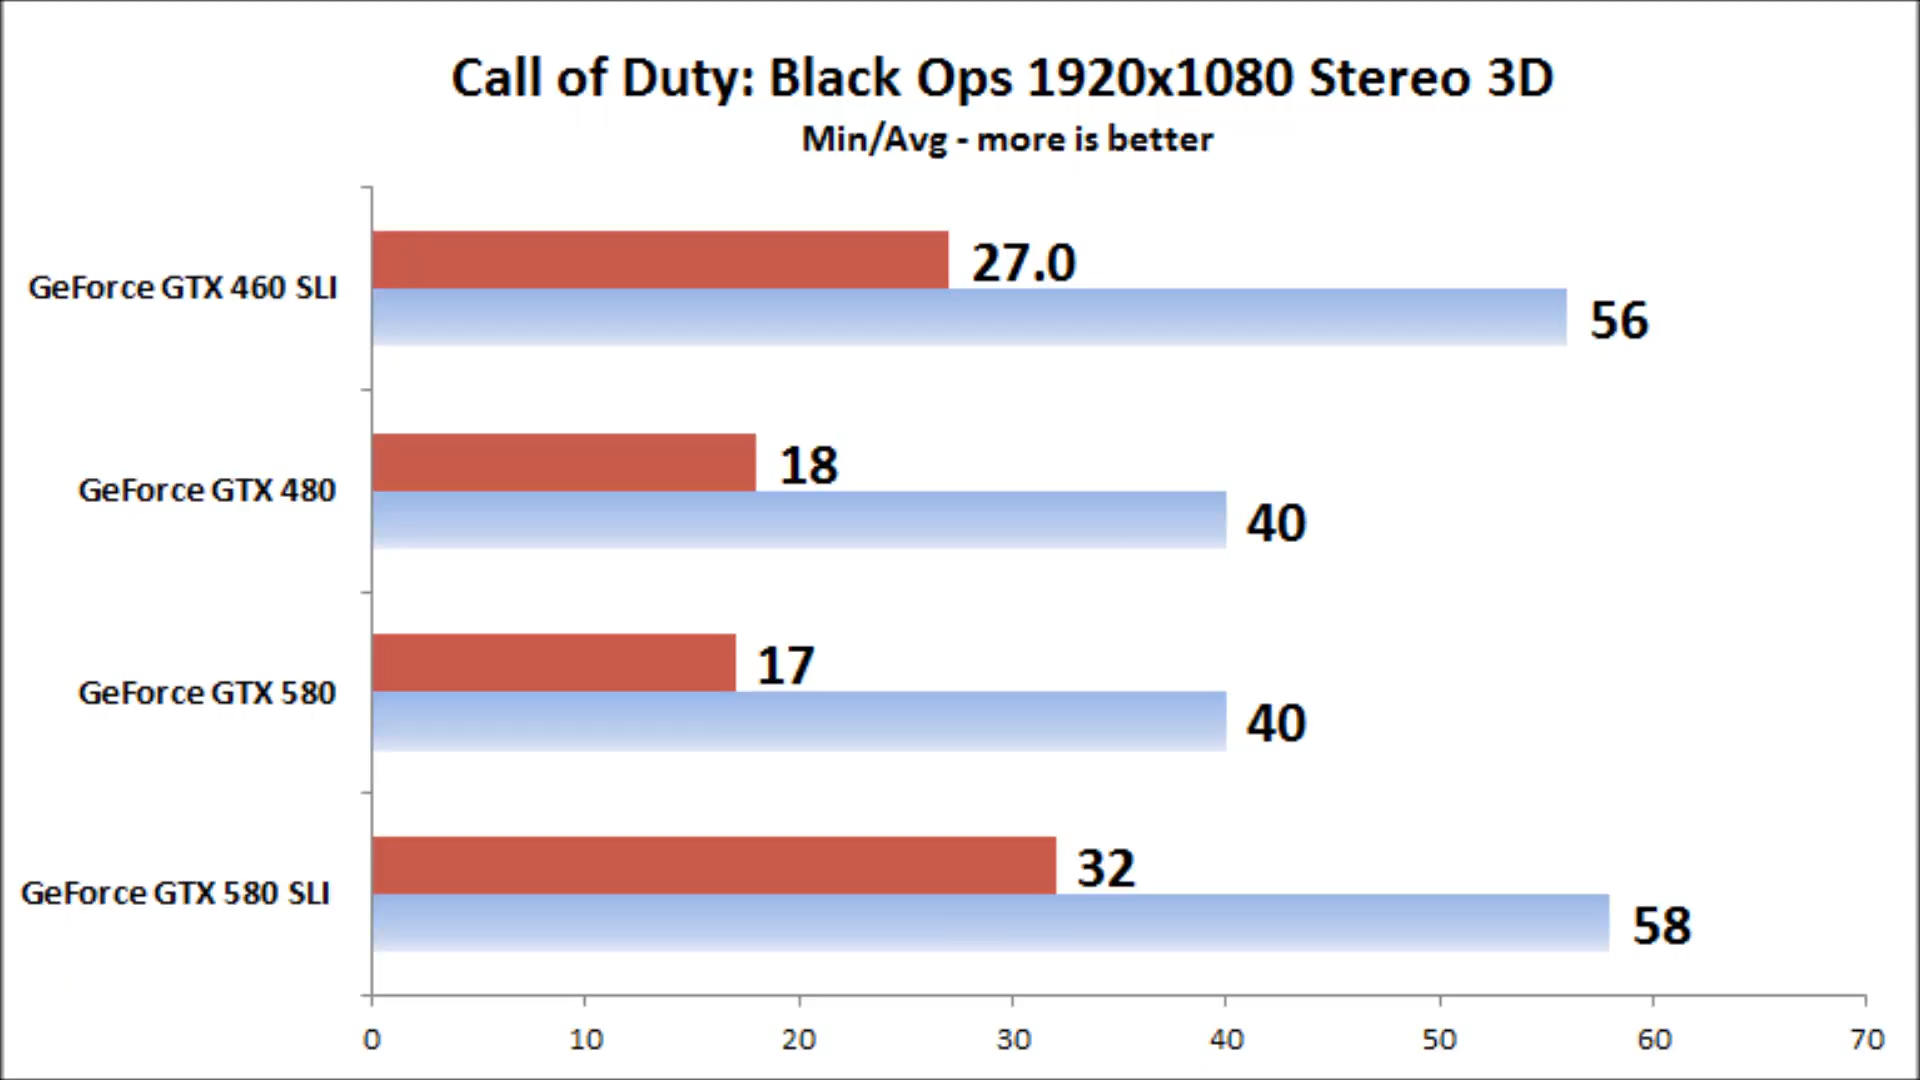 Call of Duty: Black Ops 1920x1080 Stereo 3D
Min/Avg - more is better
GeForce GTX 460 SLI
27.0
56
GeForce GTX 480
18
40
GeForce GTX 580
17
40
GeForce GTX 580 SLI
32
58
0 10 20 30 40 50 60 70